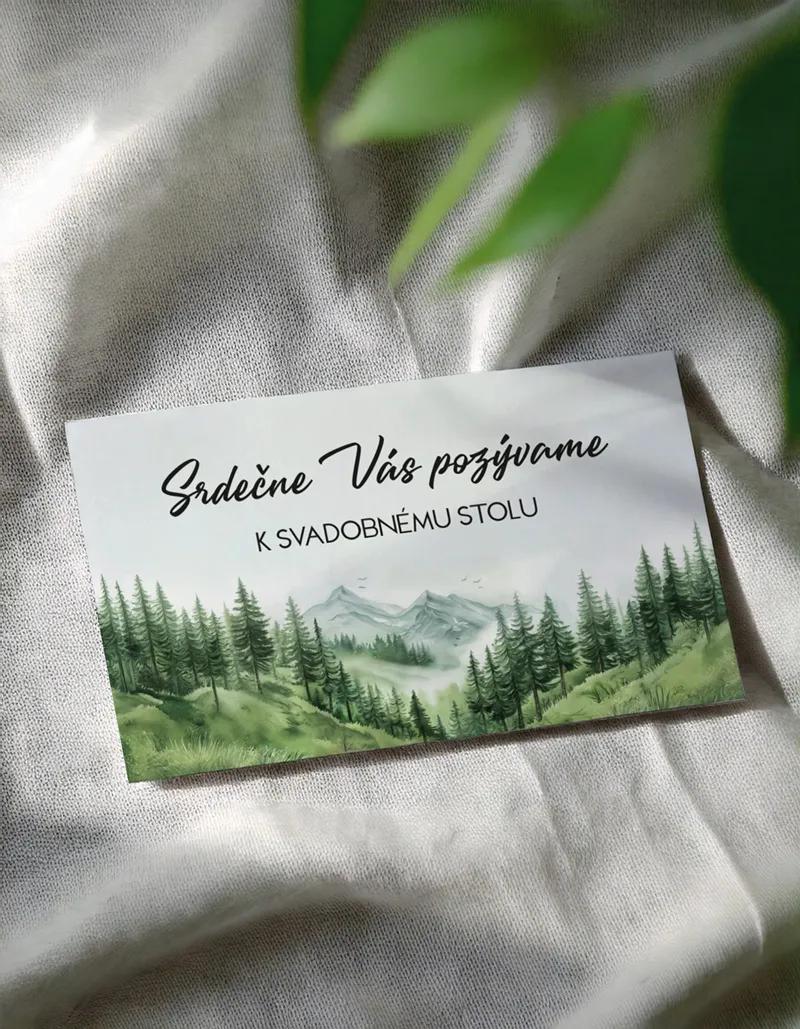 Srdečne Vás pozývame
K SVADOBNÉMU STOLU